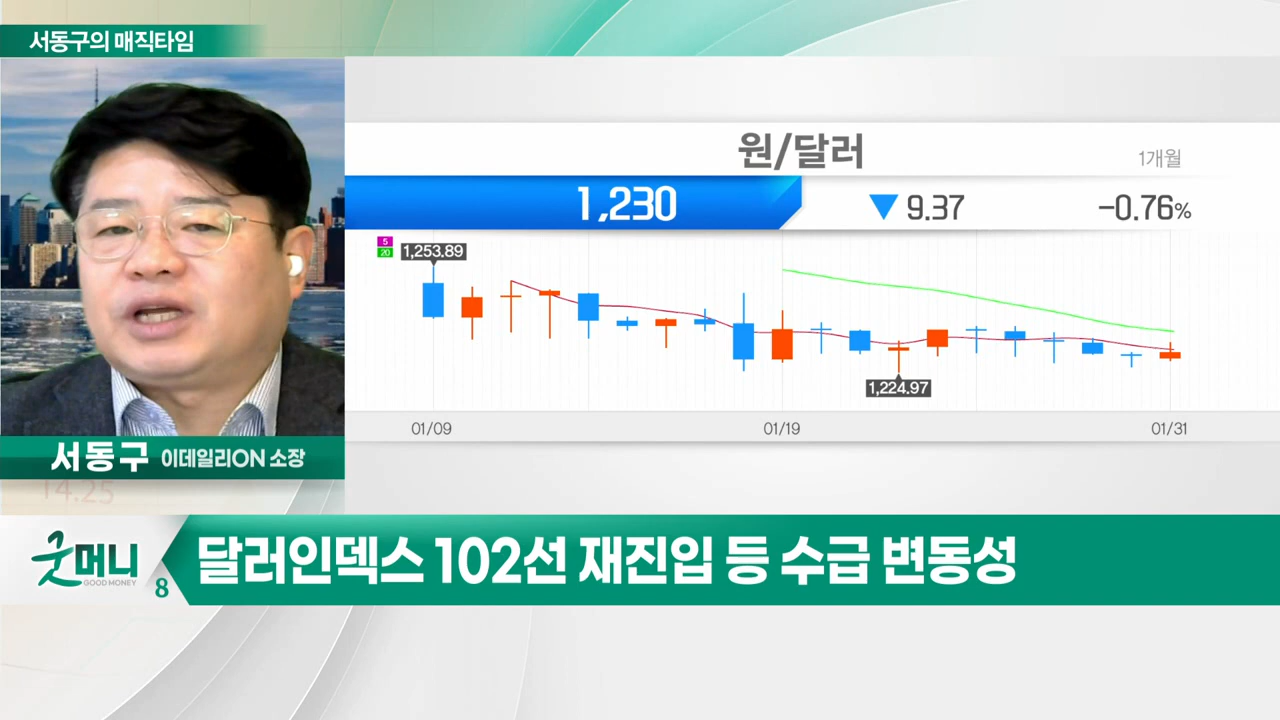 서동구의 매직타임
원/달러
1개월
1,230 ▼ 9.37 -0.76%
5
20
1,253.89
1,224.97
01/09 01/19 01/31
서동구 이데일리ON 소장
14.25
굿머니
GOOD MONEY
8
달러인덱스 102선 재진입 등 수급 변동성